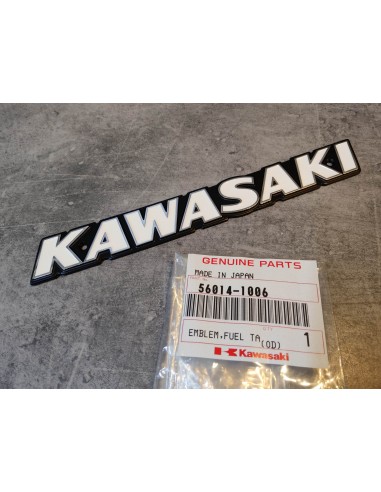 KAWASAKI
GENUINE PARTS
MADE IN JAPAN
56014-1006
EMBLEM,FUEL TA(OD)
1
Kawasaki